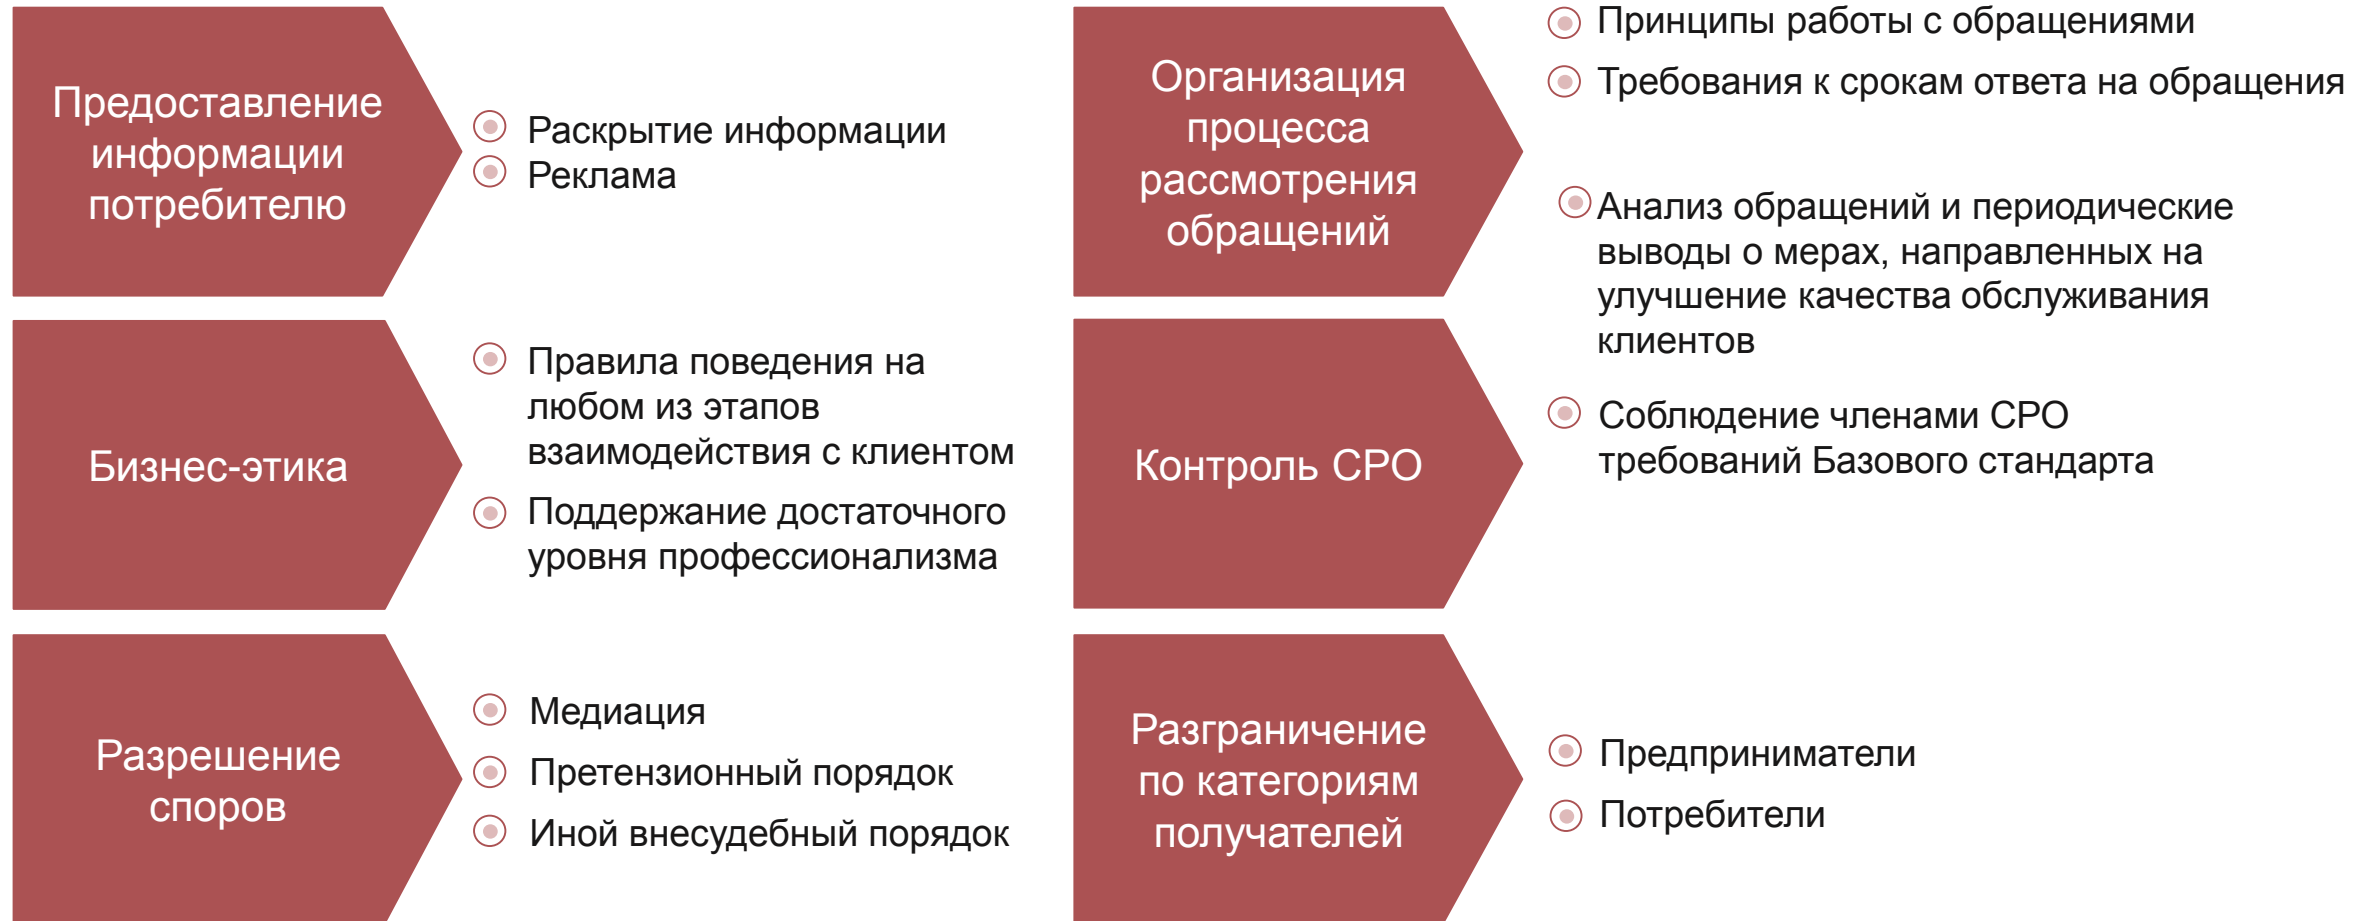 Предоставление
информации
потребителю
Раскрытие информации
Реклама
Бизнес-этика
Правила поведения на
любом из этапов
взаимодействия с клиентом
Поддержание достаточного
уровня профессионализма
Разрешение
споров
Медиация
Претензионный порядок
Иной внесудебный порядок
Организация
процесса
рассмотрения
обращений
Принципы работы с обращениями
Требования к срокам ответа на обращения
Анализ обращений и периодические
выводы о мерах, направленных на
улучшение качества обслуживания
клиентов
Контроль СРО
Соблюдение членами СРО
требований Базового стандарта
Разграничение
по категориям
получателей
Предприниматели
Потребители